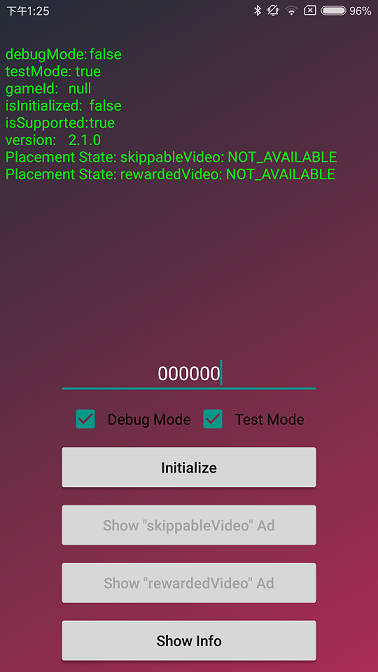 下午1:25
96%
debugMode:false
testMode: true
gameId: null
isInitialized: false
isSupported:true
version: 2.1.0
Placement State: skippableVideo: NOT_AVAILABLE
Placement State: rewardedVideo: NOT_AVAILABLE
000000
Debug Mode Test Mode
Initialize
Show "skippableVideo" Ad
Show "rewardedVideo" Ad
Show Info